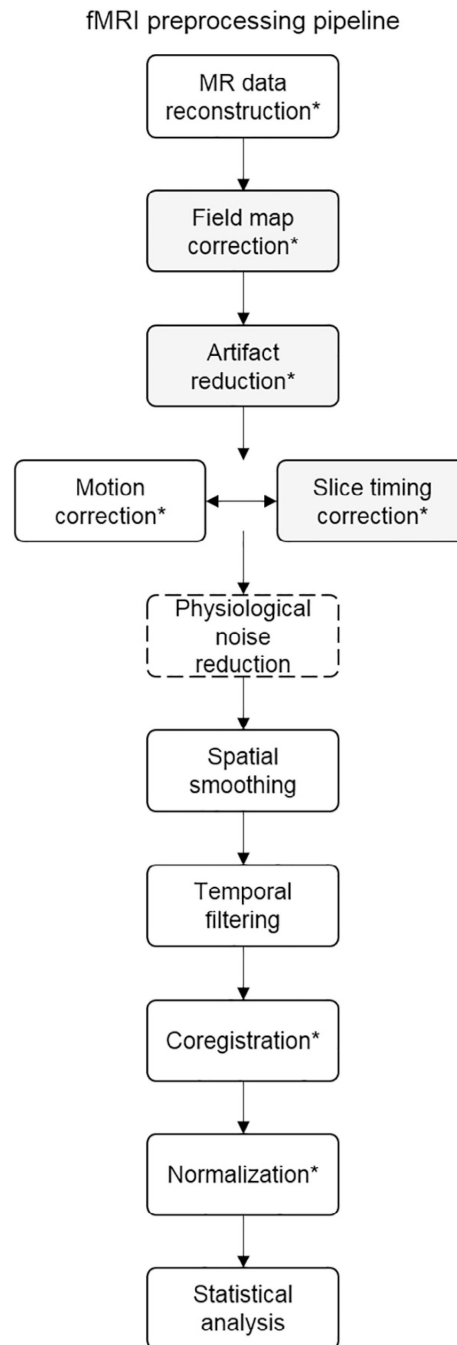 fMRI preprocessing pipeline
MR data
reconstruction*
Field map
correction*
Artifact
reduction*
Motion
correction*
Slice timing
correction*
Physiological
noise
reduction
Spatial
smoothing
Temporal
filtering
Coregistration*
Normalization*
Statistical
analysis